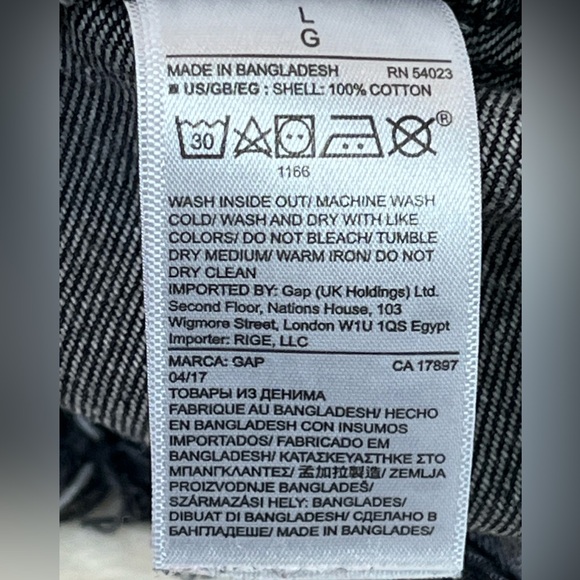 L
G
MADE IN BANGLADESH RN 54023
US/GB/EG : SHELL: 100% COTTON
30 ®
1166
WASH INSIDE OUT/ MACHINE WASH
COLD/ WASH AND DRY WITH LIKE
COLORS/ DO NOT BLEACH/ TUMBLE
DRY MEDIUM/ WARM IRON/ DO NOT
DRY CLEAN
IMPORTED BY: Gap (UK Holdings) Ltd.
Second Floor, Nations House, 103
Wigmore Street, London W1U 1QS Egypt
Importer: RIGE, LLC
MARCA: GAP CA 17897
04/17
ТОВАРЫ ИЗ ДЕНИМА
FABRIQUE AU BANGLADESH/ HECHO
EN BANGLADESH CON INSUMOS
IMPORTADOS/ FABRICADO EM
BANGLADESH/ ΚΑΤΑΣΚΕΥΑΣΤΗΚΕ ΣΤΟ
ΜΠΑΝΓΚΛΑΝΤΕΣ/ 孟加拉製造/ ZEMLJA
PROIZVODNJE BANGLADEŠ/
SZÁRMAZÁSI HELY: BANGLADES/
DIBUAT DI BANGLADESH/ СДЕЛАНО В
БАНГЛАДЕШЕ/ MADE IN BANGLADES/